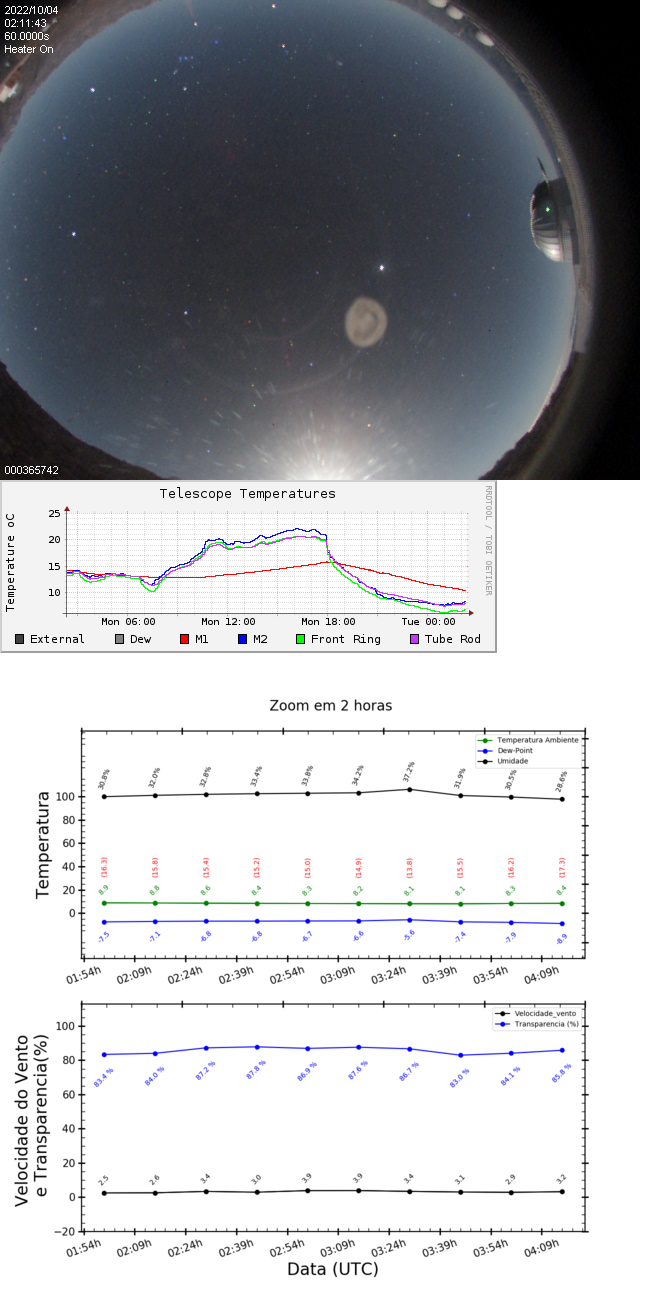 2022/10/04
02:11:43
60.0000s
Heater On
000365742
Telescope Temperatures
RRDTOOL / TOBI OETIKER
Temperature oC
25
20
15
10
Mon 06:00 Mon 12:00 Mon 18:00 Tue 00:00
External Dew M1 M2 Front Ring Tube Rod
Zoom em 2 horas
Temperatura Ambiente
Dew-Point
Umidade
Temperatura
30.8% 32.0% 32.8% 33.4% 33.8% 34.2% 37.2% 31.9% 30.5% 28.6%
100
80
60
40
20
0
(16.3) (15.8) (15.4) (15.2) (15.0) (14.9) (13.8) (15.5) (16.2) (17.3)
8.9 8.8 8.6 8.4 8.3 8.2 8.1 8.1 8.3 8.4
-7.5 -7.1 -6.8 -6.8 -6.7 -6.6 -5.6 -7.4 -7.9 -8.9
01:54h 02:09h 02:24h 02:39h 02:54h 03:09h 03:24h 03:39h 03:54h 04:09h
Velocidade_vento
Transparencia (%)
Velocidade do Vento
e Transparencia(%)
100
80
60
40
20
0
−20
83.4 % 84.0 % 87.2 % 87.8 % 86.9 % 87.6 % 86.7 % 83.0 % 84.1 % 85.8 %
2.5 2.6 3.4 3.0 3.9 3.9 3.4 3.1 2.9 3.2
01:54h 02:09h 02:24h 02:39h 02:54h 03:09h 03:24h 03:39h 03:54h 04:09h
Data (UTC)